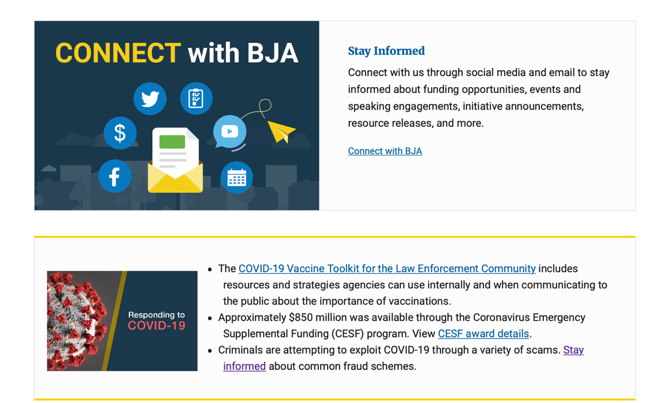 CONNECT with BJA
$
Stay Informed
Connect with us through social media and email to stay
informed about funding opportunities, events and
speaking engagements, initiative announcements,
resource releases, and more.
Connect with BJA
Responding to
COVID-19
• The COVID-19 Vaccine Toolkit for the Law Enforcement Community includes
resources and strategies agencies can use internally and when communicating to
the public about the importance of vaccinations.
• Approximately $850 million was available through the Coronavirus Emergency
Supplemental Funding (CESF) program. View CESF award details.
• Criminals are attempting to exploit COVID-19 through a variety of scams. Stay
informed about common fraud schemes.